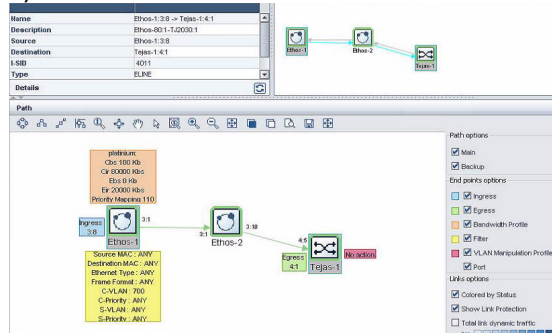 Name Ethos-1:3:8 -> Tejas-1:4:1
Description Ethos-80:1-TJ2030:1
Source Ethos-1:3:8
Destination Tejas-1:4:1
I-SID 4011
Type ELINE
Details
Ethos-1
Ethos-2
Tejas-1
Path
platinium
Cbs 100 Kb
Cir 80000 Kbs
Ebs 0 Kb
Eir 20000 Kbs
Priority Mapping:110
Ingress
3:8
3:1
Ethos-1
3:1
3:18
Ethos-2
4:5
Egress
4:1
Tejas-1
No action
Source MAC : ANY
Destination MAC : ANY
Ethernet Type : ANY
Frame Format : ANY
C-VLAN : 700
C-Priority : ANY
S-VLAN : ANY
S-Priority : ANY
Path options
Main
Backup
End points options
Ingress
Egress
Bandwidth Profile
Filter
VLAN Manipulation Profile
Port
Links options
Colored by Status
Show Link Protection
Total link dynamic traffic